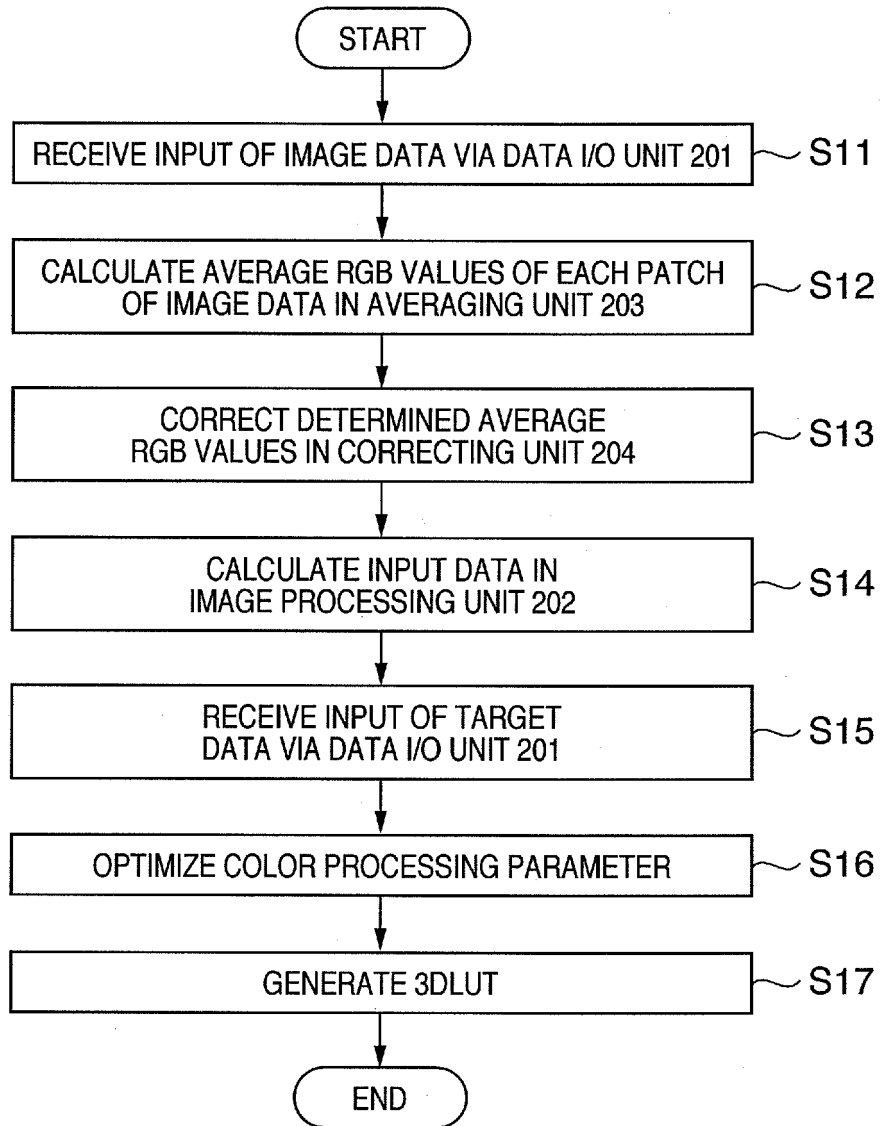 START
RECEIVE INPUT OF IMAGE DATA VIA DATA I/O UNIT 201
S11
CALCULATE AVERAGE RGB VALUES OF EACH PATCH
OF IMAGE DATA IN AVERAGING UNIT 203
S12
CORRECT DETERMINED AVERAGE
RGB VALUES IN CORRECTING UNIT 204
S13
CALCULATE INPUT DATA IN
IMAGE PROCESSING UNIT 202
S14
RECEIVE INPUT OF TARGET
DATA VIA DATA I/O UNIT 201
S15
OPTIMIZE COLOR PROCESSING PARAMETER
S16
GENERATE 3DLUT
S17
END